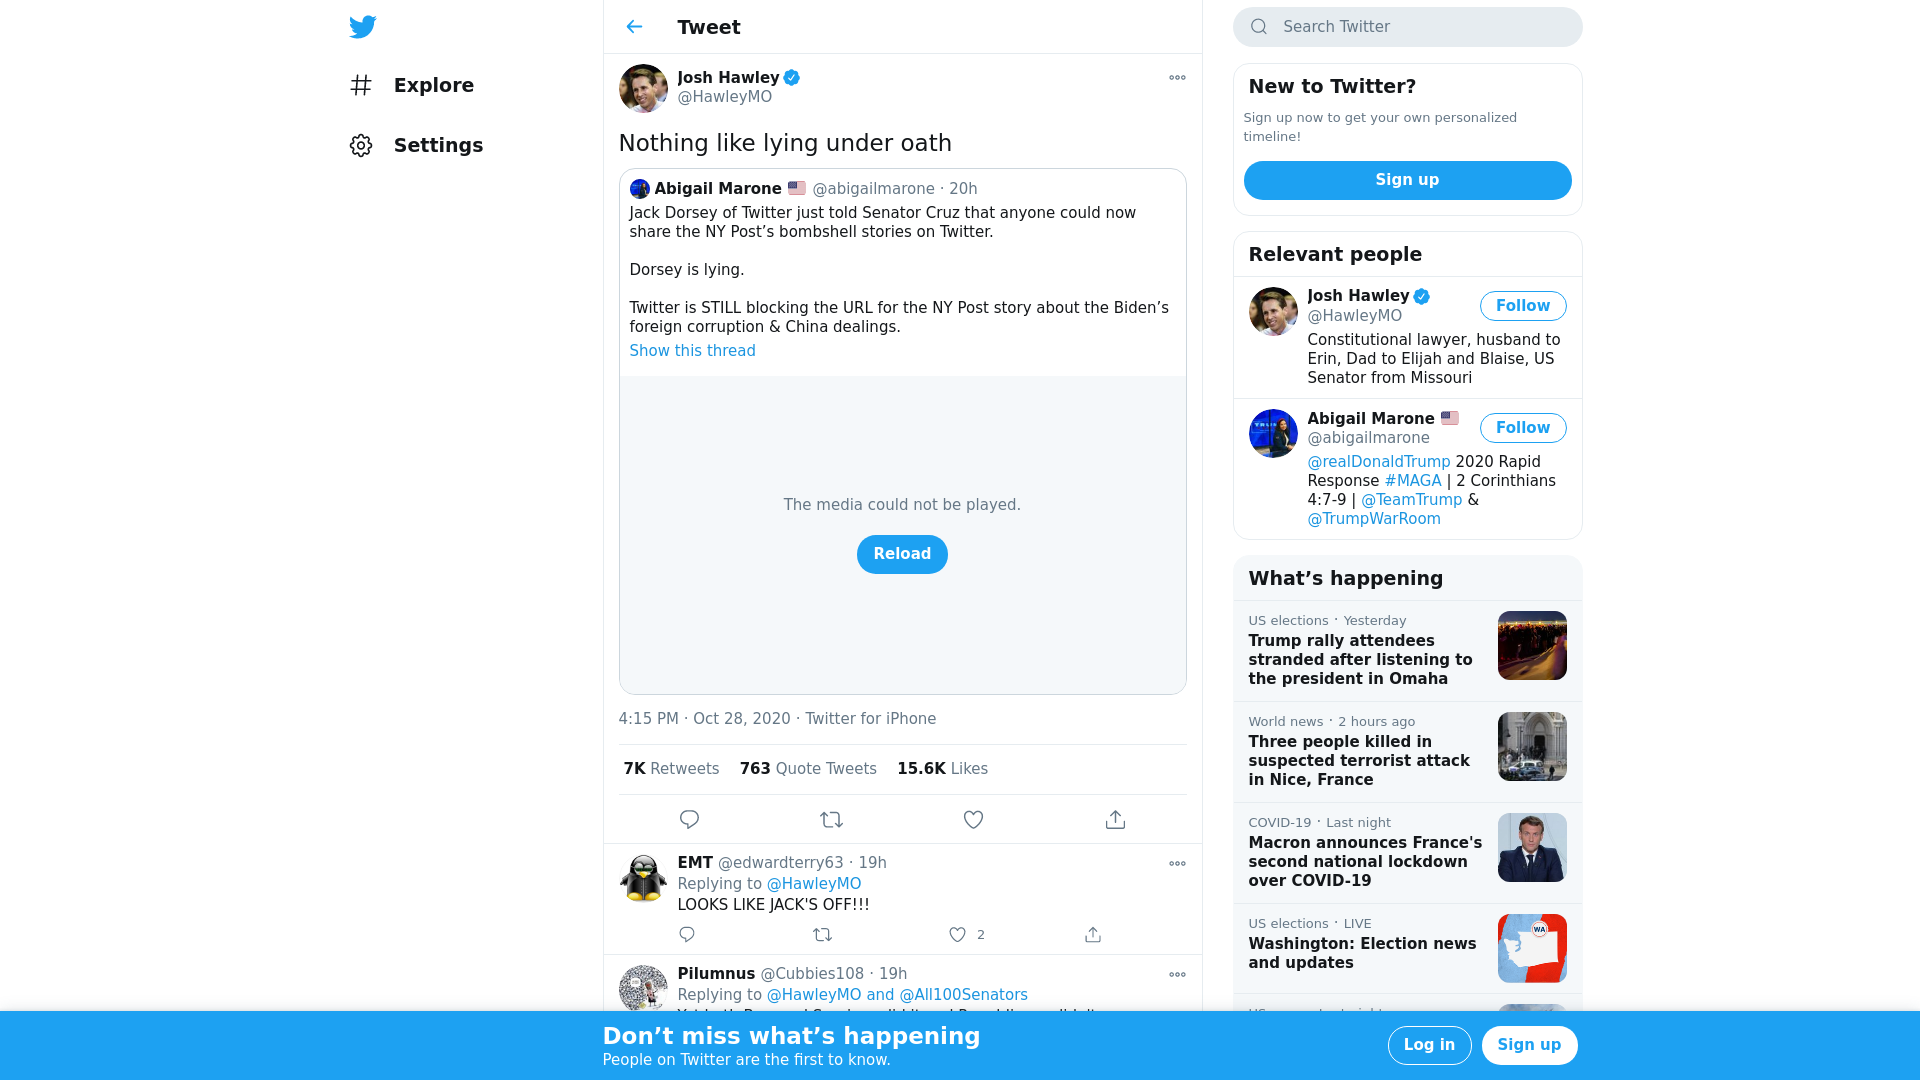 Explore
Settings
Tweet
Josh Hawley
@HawleyMO
Nothing like lying under oath
Abigail Marone @abigailmarone · 20h
Jack Dorsey of Twitter just told Senator Cruz that anyone could now
share the NY Post’s bombshell stories on Twitter.
Dorsey is lying.
Twitter is STILL blocking the URL for the NY Post story about the Biden’s
foreign corruption & China dealings.
Show this thread
The media could not be played.
Reload
4:15 PM · Oct 28, 2020 · Twitter for iPhone
7K Retweets 763 Quote Tweets 15.6K Likes
EMT @edwardterry63 · 19h
Replying to @HawleyMO
LOOKS LIKE JACK'S OFF!!!
2
Pilumnus @Cubbies108 · 19h
Replying to @HawleyMO and @All100Senators
Search Twitter
New to Twitter?
Sign up now to get your own personalized
timeline!
Sign up
Relevant people
Josh Hawley
@HawleyMO
Follow
Constitutional lawyer, husband to
Erin, Dad to Elijah and Blaise, US
Senator from Missouri
Abigail Marone
@abigailmarone
Follow
@realDonaldTrump 2020 Rapid
Response #MAGA | 2 Corinthians
4:7-9 | @TeamTrump &
@TrumpWarRoom
What’s happening
US elections · Yesterday
Trump rally attendees
stranded after listening to
the president in Omaha
World news · 2 hours ago
Three people killed in
suspected terrorist attack
in Nice, France
COVID-19 · Last night
Macron announces France's
second national lockdown
over COVID-19
US elections · LIVE
Washington: Election news
and updates
WA
Don’t miss what’s happening
People on Twitter are the first to know.
Log in
Sign up